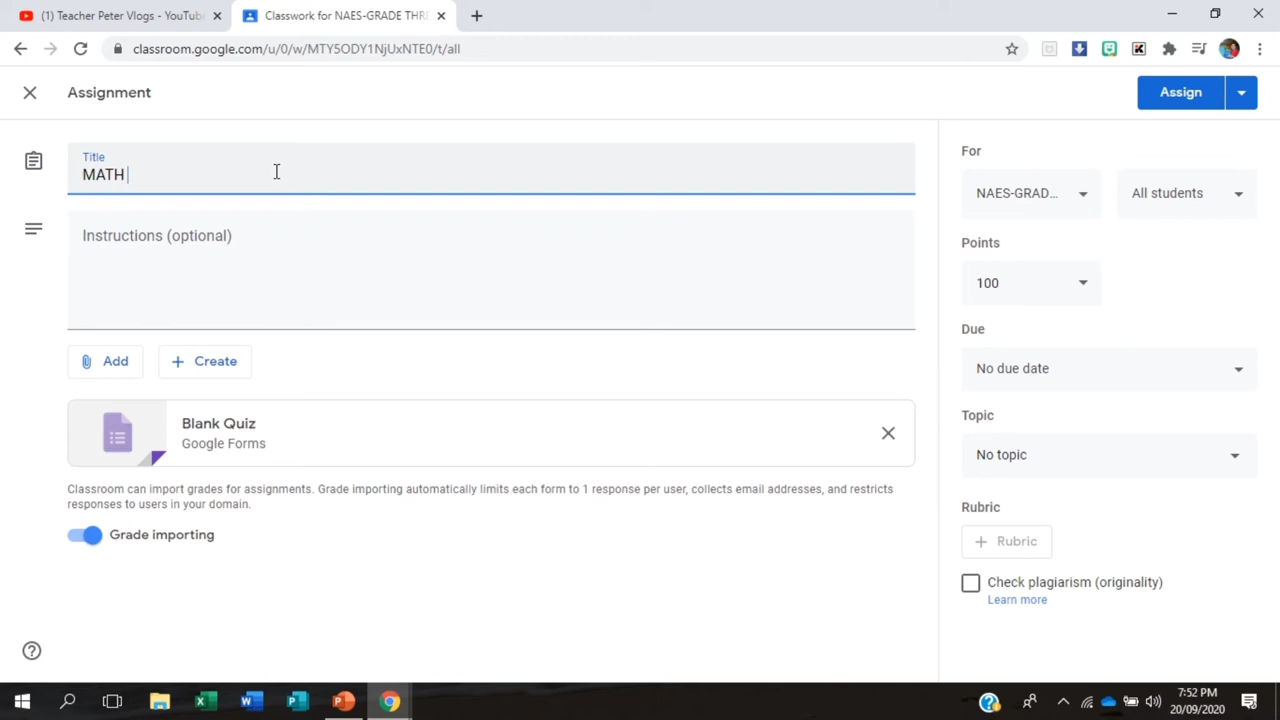 (1) Teacher Peter Vlogs - YouTube
Classwork for NAES-GRADE THRE
classroom.google.com/u/0/w/MTY5ODY1NjUxNTE0/t/all
Assignment
Assign
Title
MATH
Instructions (optional)
Add
Create
Blank Quiz
Google Forms
Classroom can import grades for assignments. Grade importing automatically limits each form to 1 response per user, collects email addresses, and restricts
responses to users in your domain.
Grade importing
For
NAES-GRAD...
All students
Points
100
Due
No due date
Topic
No topic
Rubric
Rubric
Check plagiarism (originality)
Learn more
7:52 PM
20/09/2020